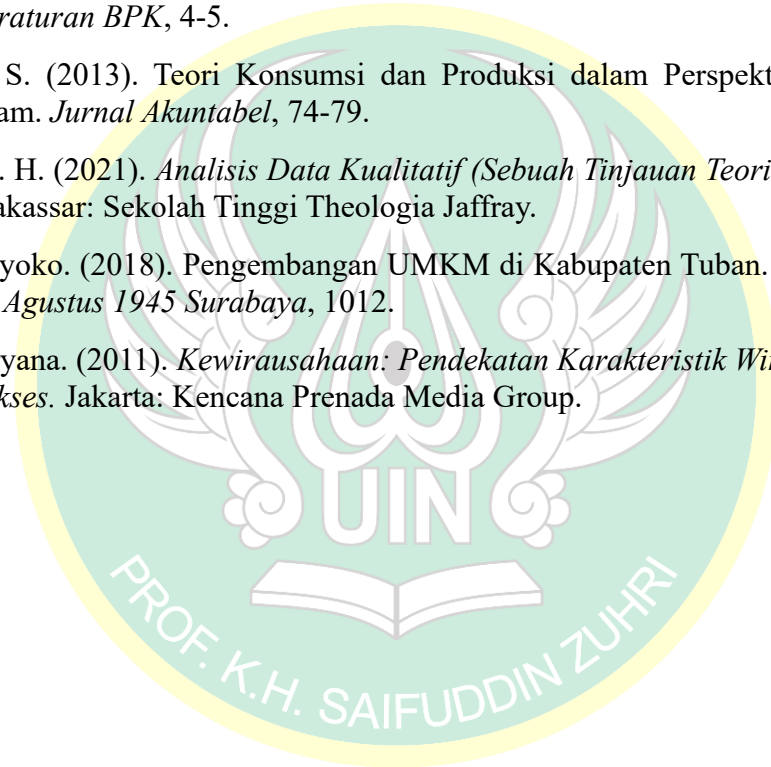 raturan BPK, 4-5.
S. (2013). Teori Konsumsi dan Produksi dalam Perspekt
am. Jurnal Akuntabel, 74-79.
. H. (2021). Analisis Data Kualitatif (Sebuah Tinjauan Teori
akassar: Sekolah Tinggi Theologia Jaffray.
yoko. (2018). Pengembangan UMKM di Kabupaten Tuban.
Agustus 1945 Surabaya, 1012.
yana. (2011). Kewirausahaan: Pendekatan Karakteristik Wi
kses. Jakarta: Kencana Prenada Media Group.
UIN
PROF. K.H. SAIFUDDIN ZUHRI